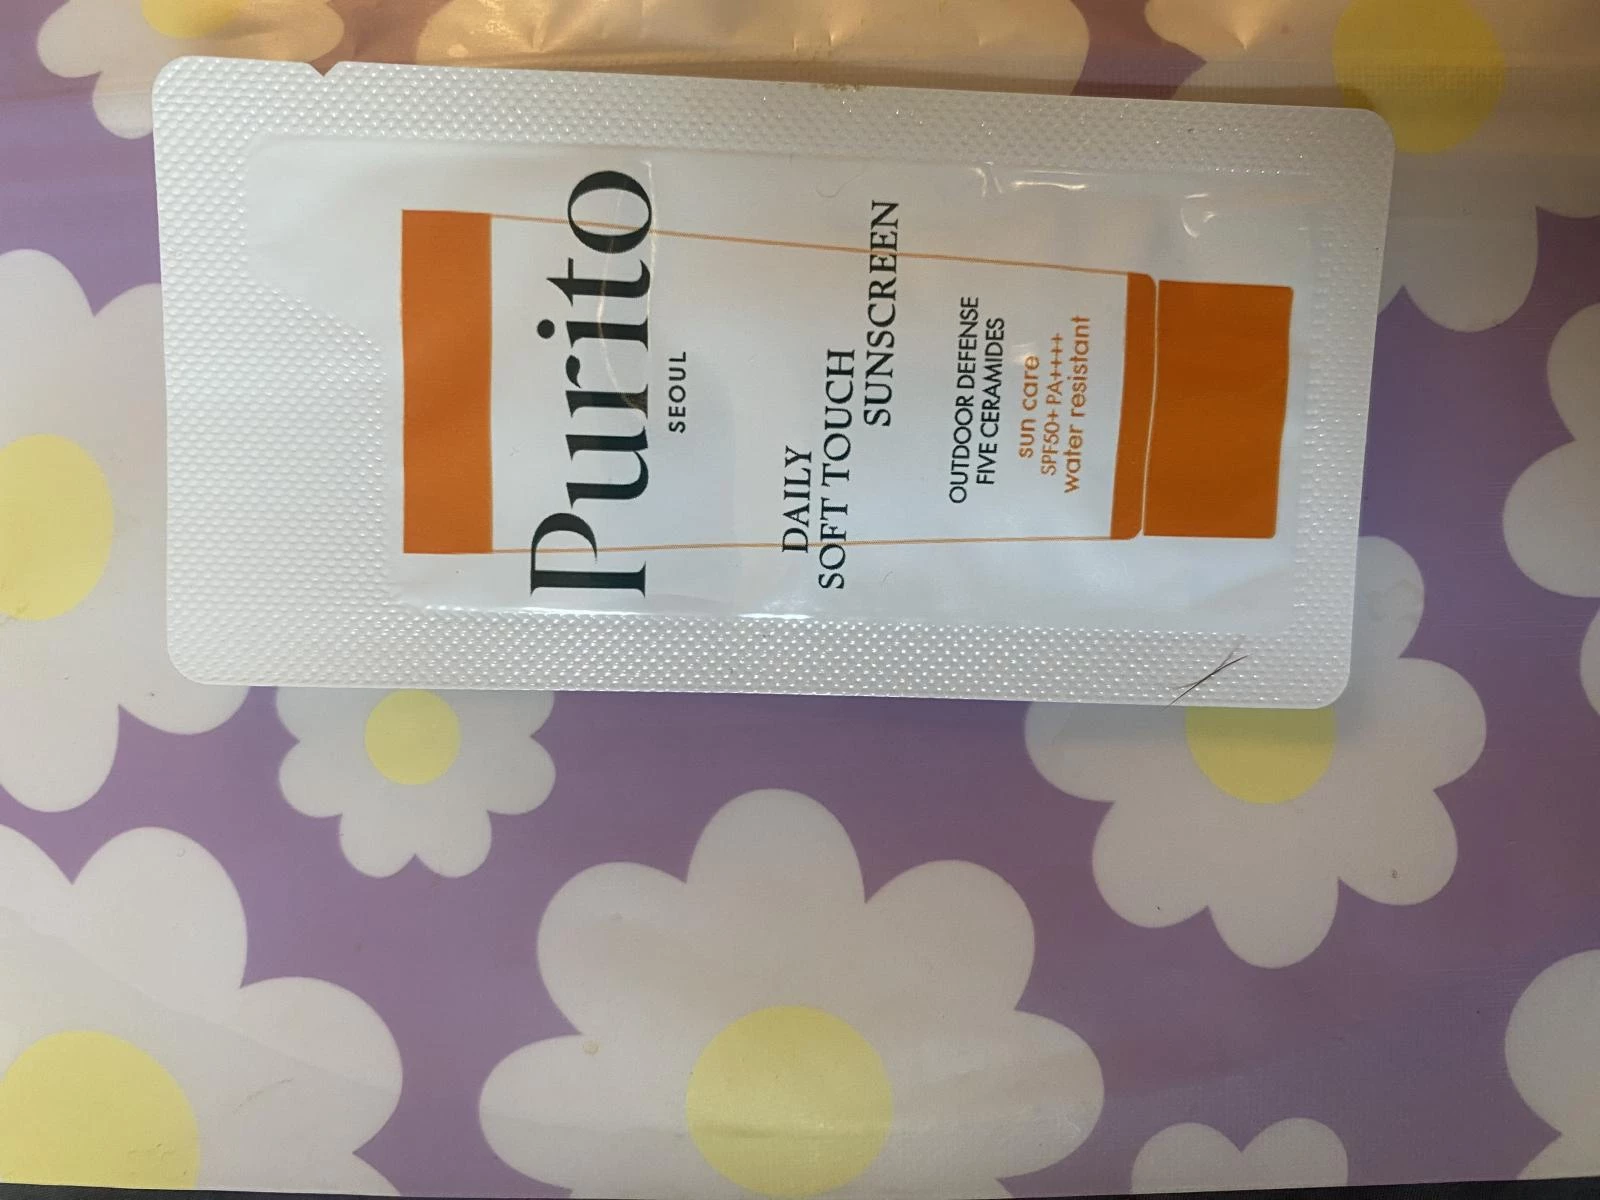 Purito
SEOUL
DAILY
SOFT TOUCH
SUNSCREEN
OUTDOOR DEFENSE
FIVE CERAMIDES
sun care
SPF50+ PA++++
water resistant